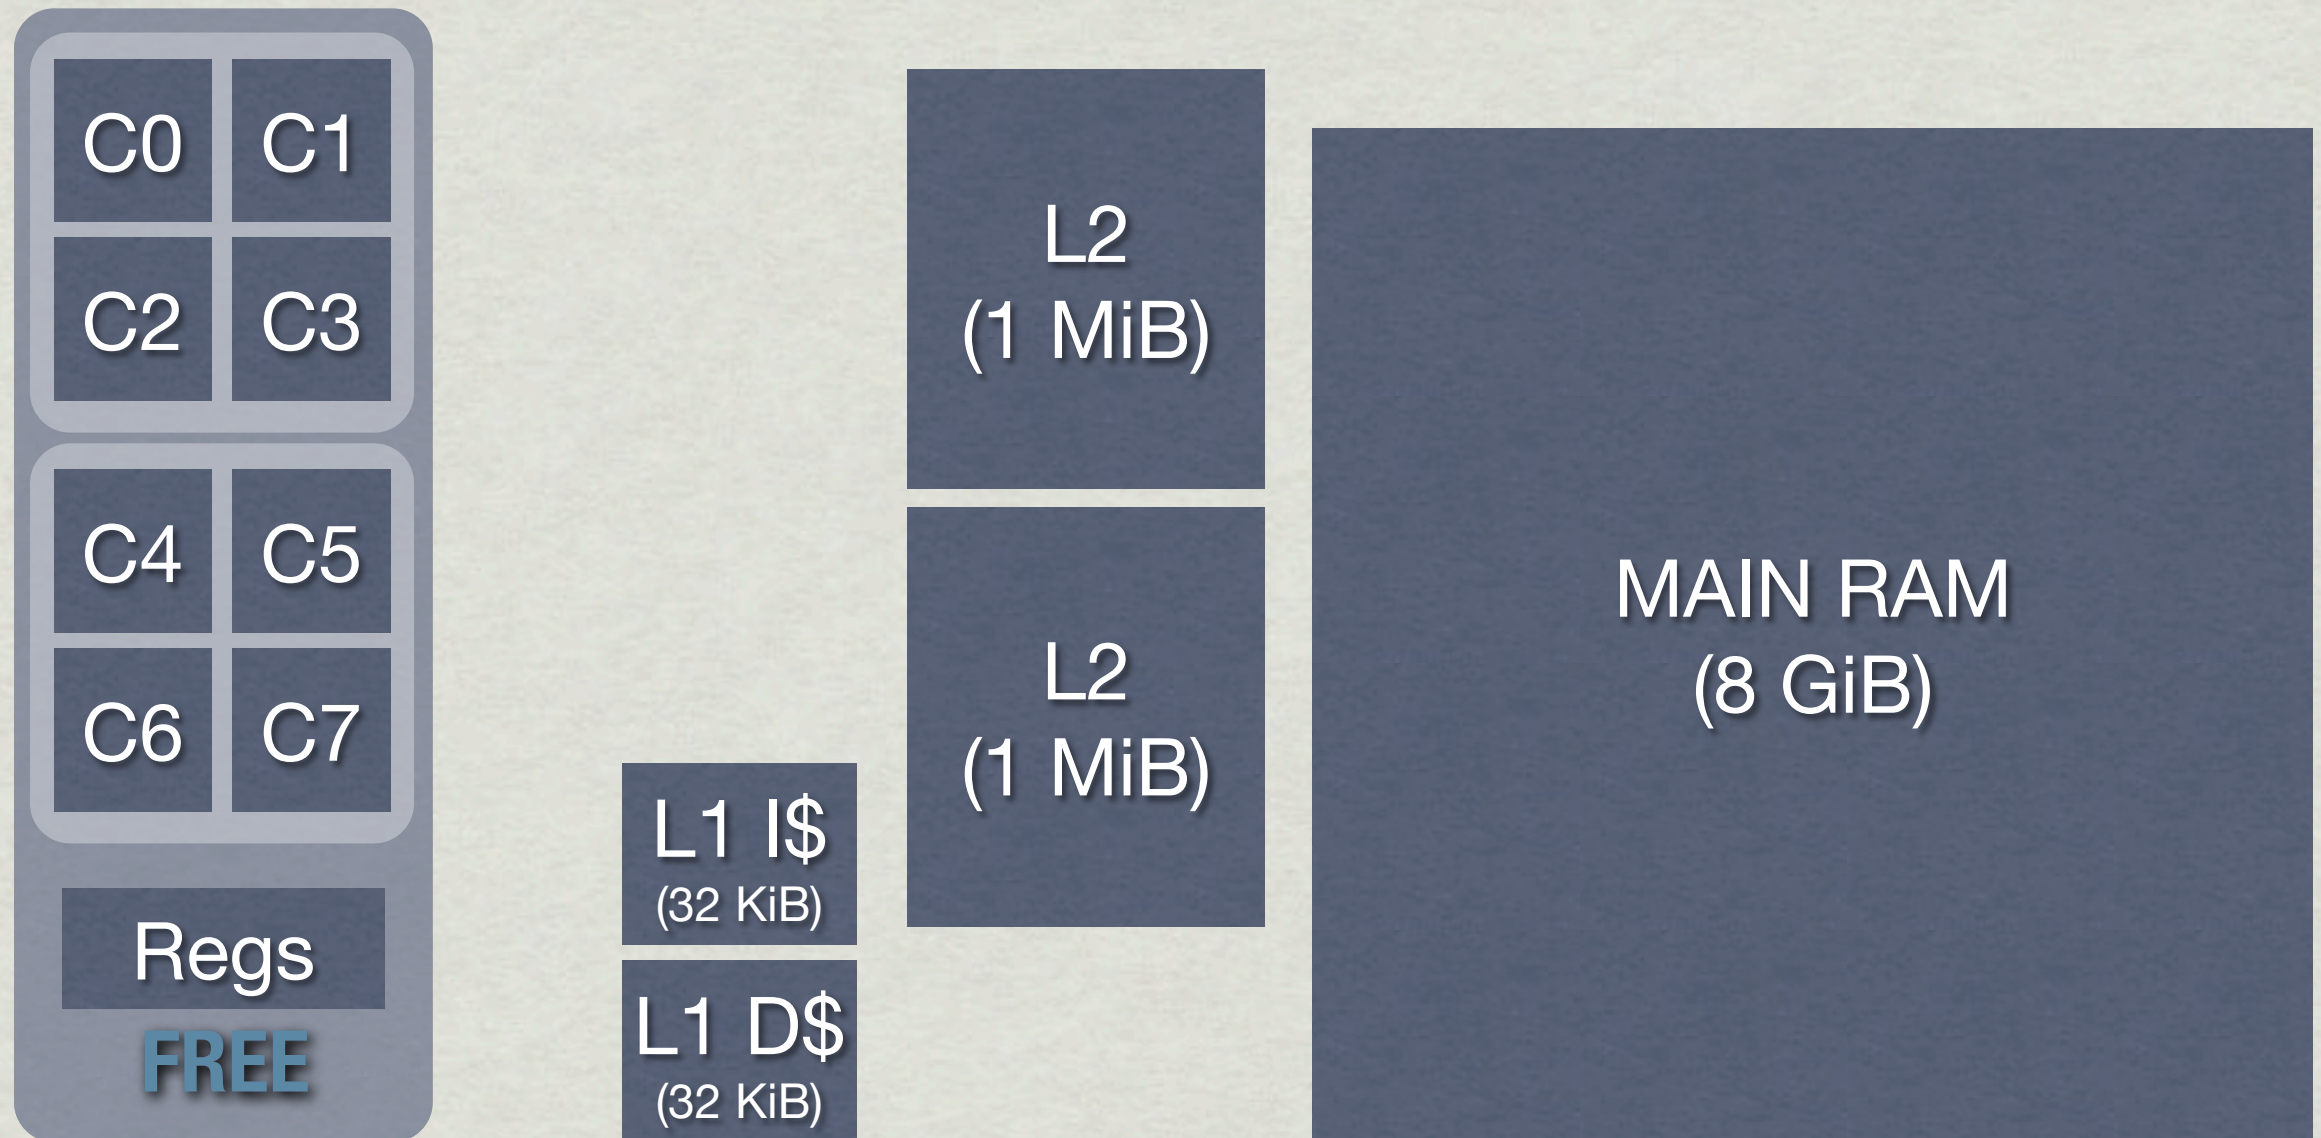 C0 C1
C2 C3
C4 C5
C6 C7
Regs
FREE
L1 I$
(32 KiB)
L1 D$
(32 KiB)
L2
(1 MiB)
L2
(1 MiB)
MAIN RAM
(8 GiB)